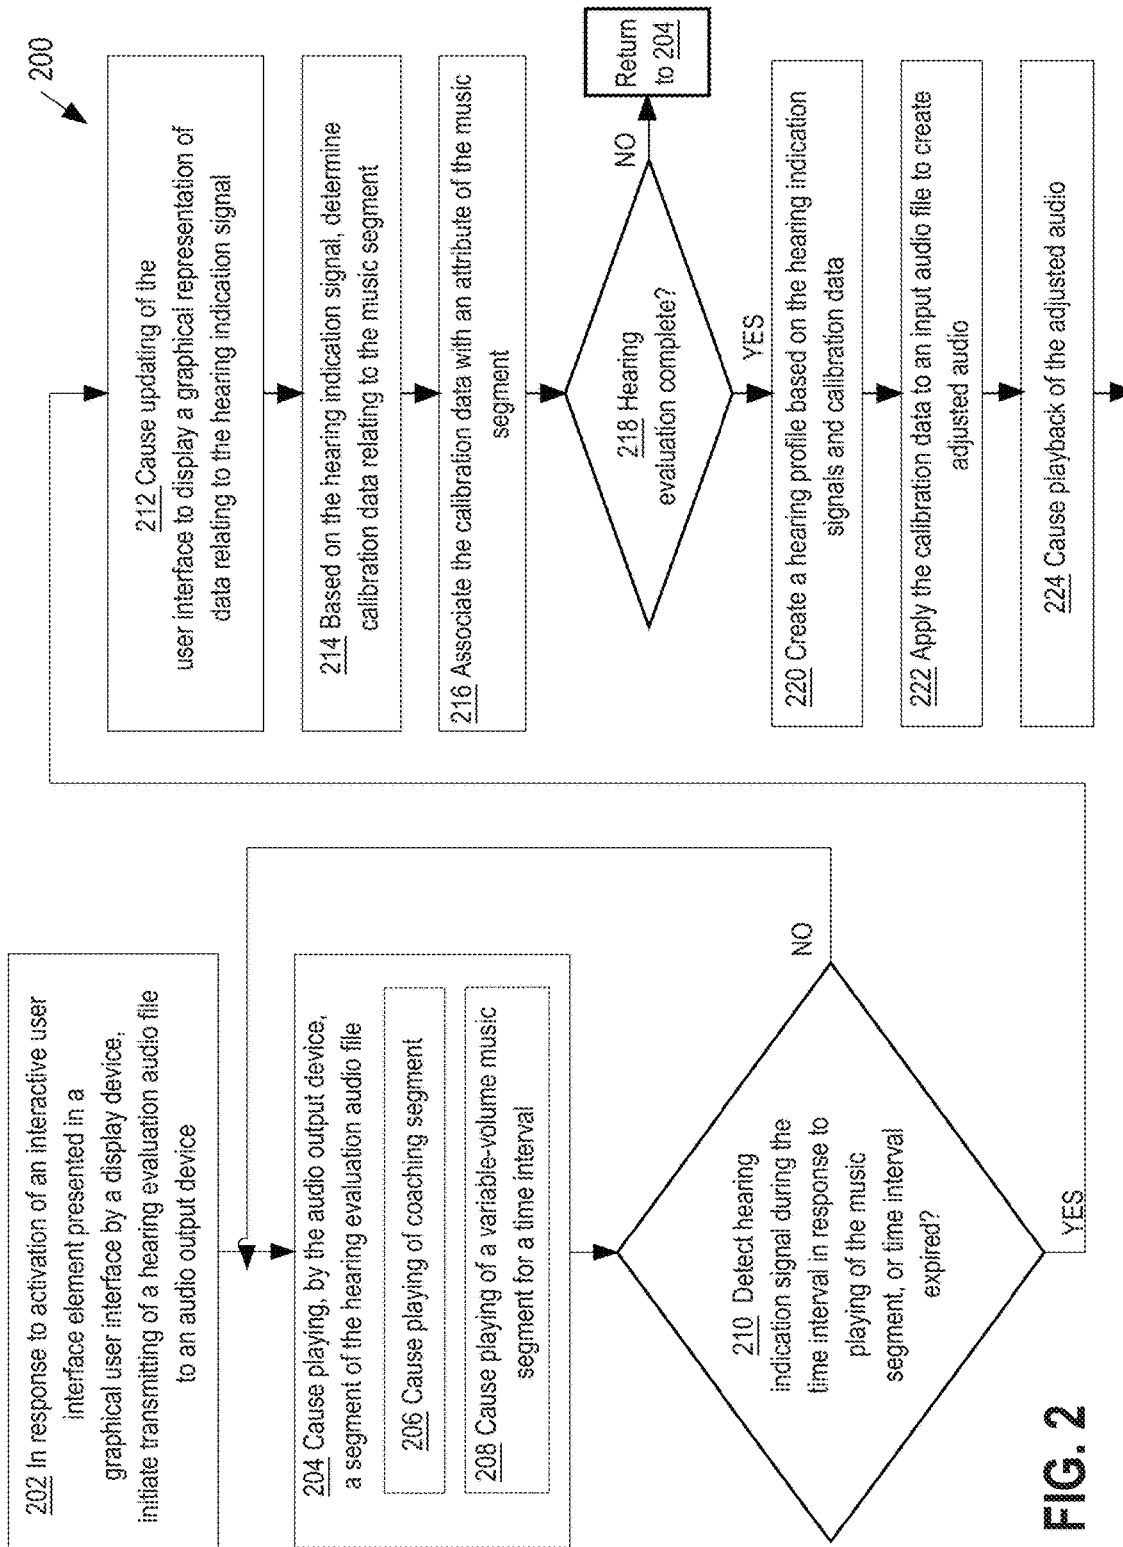 200
202 In response to activation of an interactive user
interface element presented in a
graphical user interface by a display device,
initiate transmitting of a hearing evaluation audio file
to an audio output device
204 Cause playing, by the audio output device,
a segment of the hearing evaluation audio file
206 Cause playing of coaching segment
208 Cause playing of a variable-volume music
segment for a time interval
210 Detect hearing
indication signal during the
time interval in response to
playing of the music
segment, or time interval
expired?
NO
YES
212 Cause updating of the
user interface to display a graphical representation of
data relating to the hearing indication signal
214 Based on the hearing indication signal, determine
calibration data relating to the music segment
216 Associate the calibration data with an attribute of the music
segment
218 Hearing
evaluation complete?
NO
Return
to 204
YES
220 Create a hearing profile based on the hearing indication
signals and calibration data
222 Apply the calibration data to an input audio file to create
adjusted audio
224 Cause playback of the adjusted audio
FIG. 2